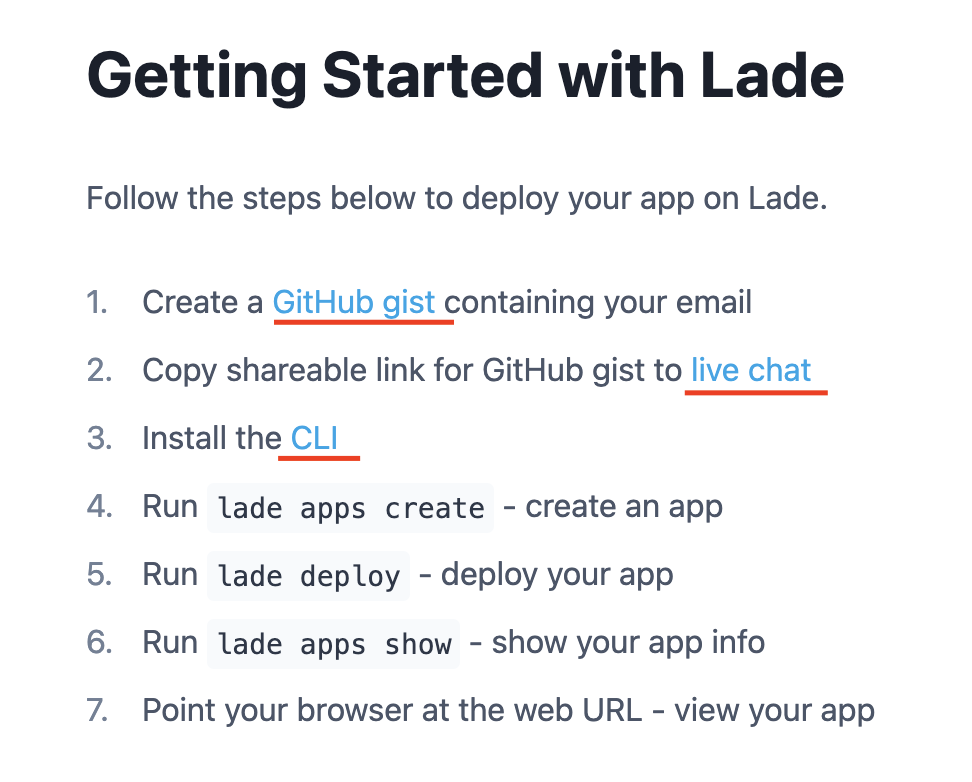 Getting Started with Lade
Follow the steps below to deploy your app on Lade.
1. Create a GitHub gist containing your email
2. Copy shareable link for GitHub gist to live chat
3. Install the CLI
4. Run lade apps create - create an app
5. Run lade deploy - deploy your app
6. Run lade apps show - show your app info
7. Point your browser at the web URL - view your app